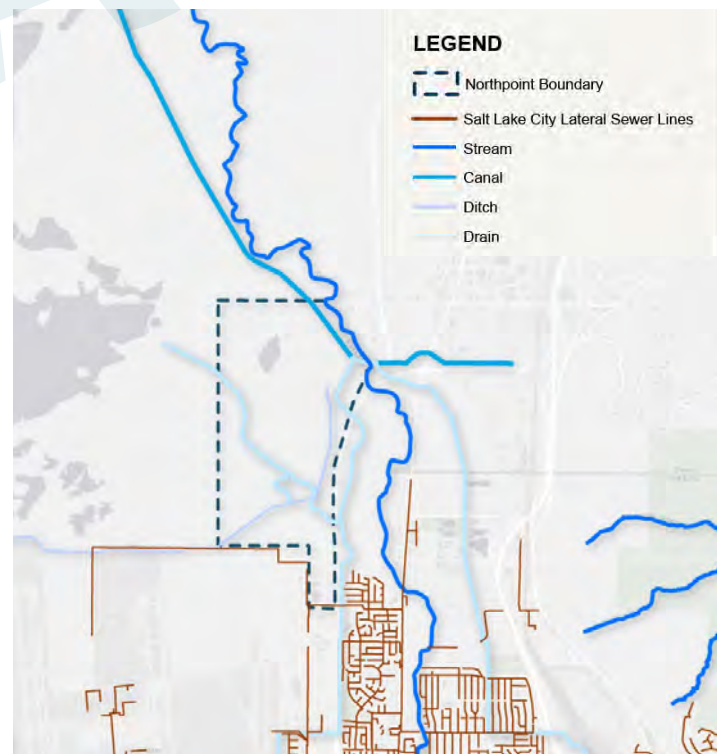 LEGEND
Northpoint Boundary
Salt Lake City Lateral Sewer Lines
Stream
Canal
Ditch
Drain